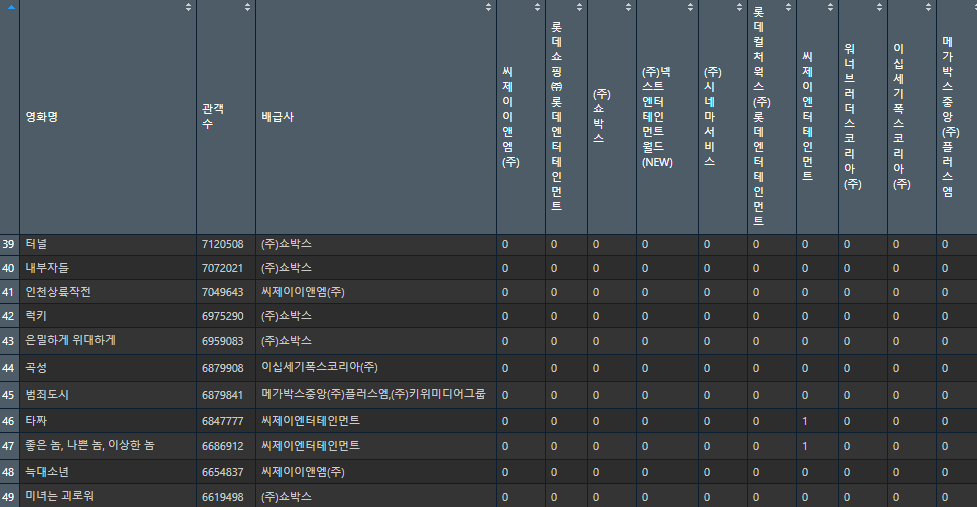 영화명 관객수 배급사 씨제이이앤엠(주) 롯데쇼핑㈜롯데엔터테인먼트 (주)쇼박스 (주)넥스트엔터테인먼트월드(NEW) (주)시네마서비스 롯데컬처웍스(주)롯데엔터테인먼트 씨제이엔터테인먼트 워너브러더스코리아(주) 이십세기폭스코리아(주) 메가박스중앙(주)플러스엠
39 터널 7120508 (주)쇼박스 0 0 0 0 0 0 0 0 0 0
40 내부자들 7072021 (주)쇼박스 0 0 0 0 0 0 0 0 0 0
41 인천상륙작전 7049643 씨제이이앤엠(주) 0 0 0 0 0 0 0 0 0 0
42 럭키 6975290 (주)쇼박스 0 0 0 0 0 0 0 0 0 0
43 은밀하게 위대하게 6959083 (주)쇼박스 0 0 0 0 0 0 0 0 0 0
44 곡성 6879908 이십세기폭스코리아(주) 0 0 0 0 0 0 0 0 0 0
45 범죄도시 6879841 메가박스중앙(주)플러스엠,(주)키위미디어그룹 0 0 0 0 0 0 0 0 0 0
46 타짜 6847777 씨제이엔터테인먼트 0 0 0 0 0 0 1 0 0 0
47 좋은 놈, 나쁜 놈, 이상한 놈 6686912 씨제이엔터테인먼트 0 0 0 0 0 0 1 0 0 0
48 늑대소년 6654837 씨제이이앤엠(주) 0 0 0 0 0 0 0 0 0 0
49 미녀는 괴로워 6619498 (주)쇼박스 0 0 0 0 0 0 0 0 0 0